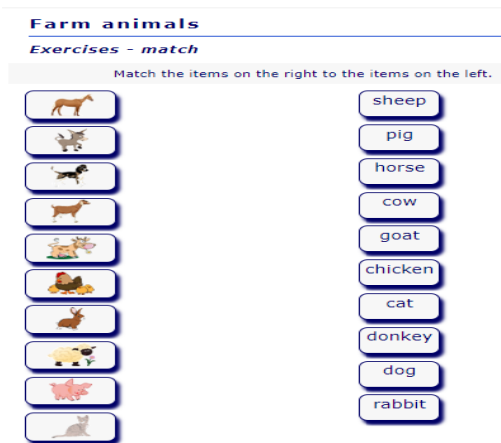 Farm animals
Exercises - match
Match the items on the right to the items on the left.
sheep
pig
horse
cow
goat
chicken
cat
donkey
dog
rabbit